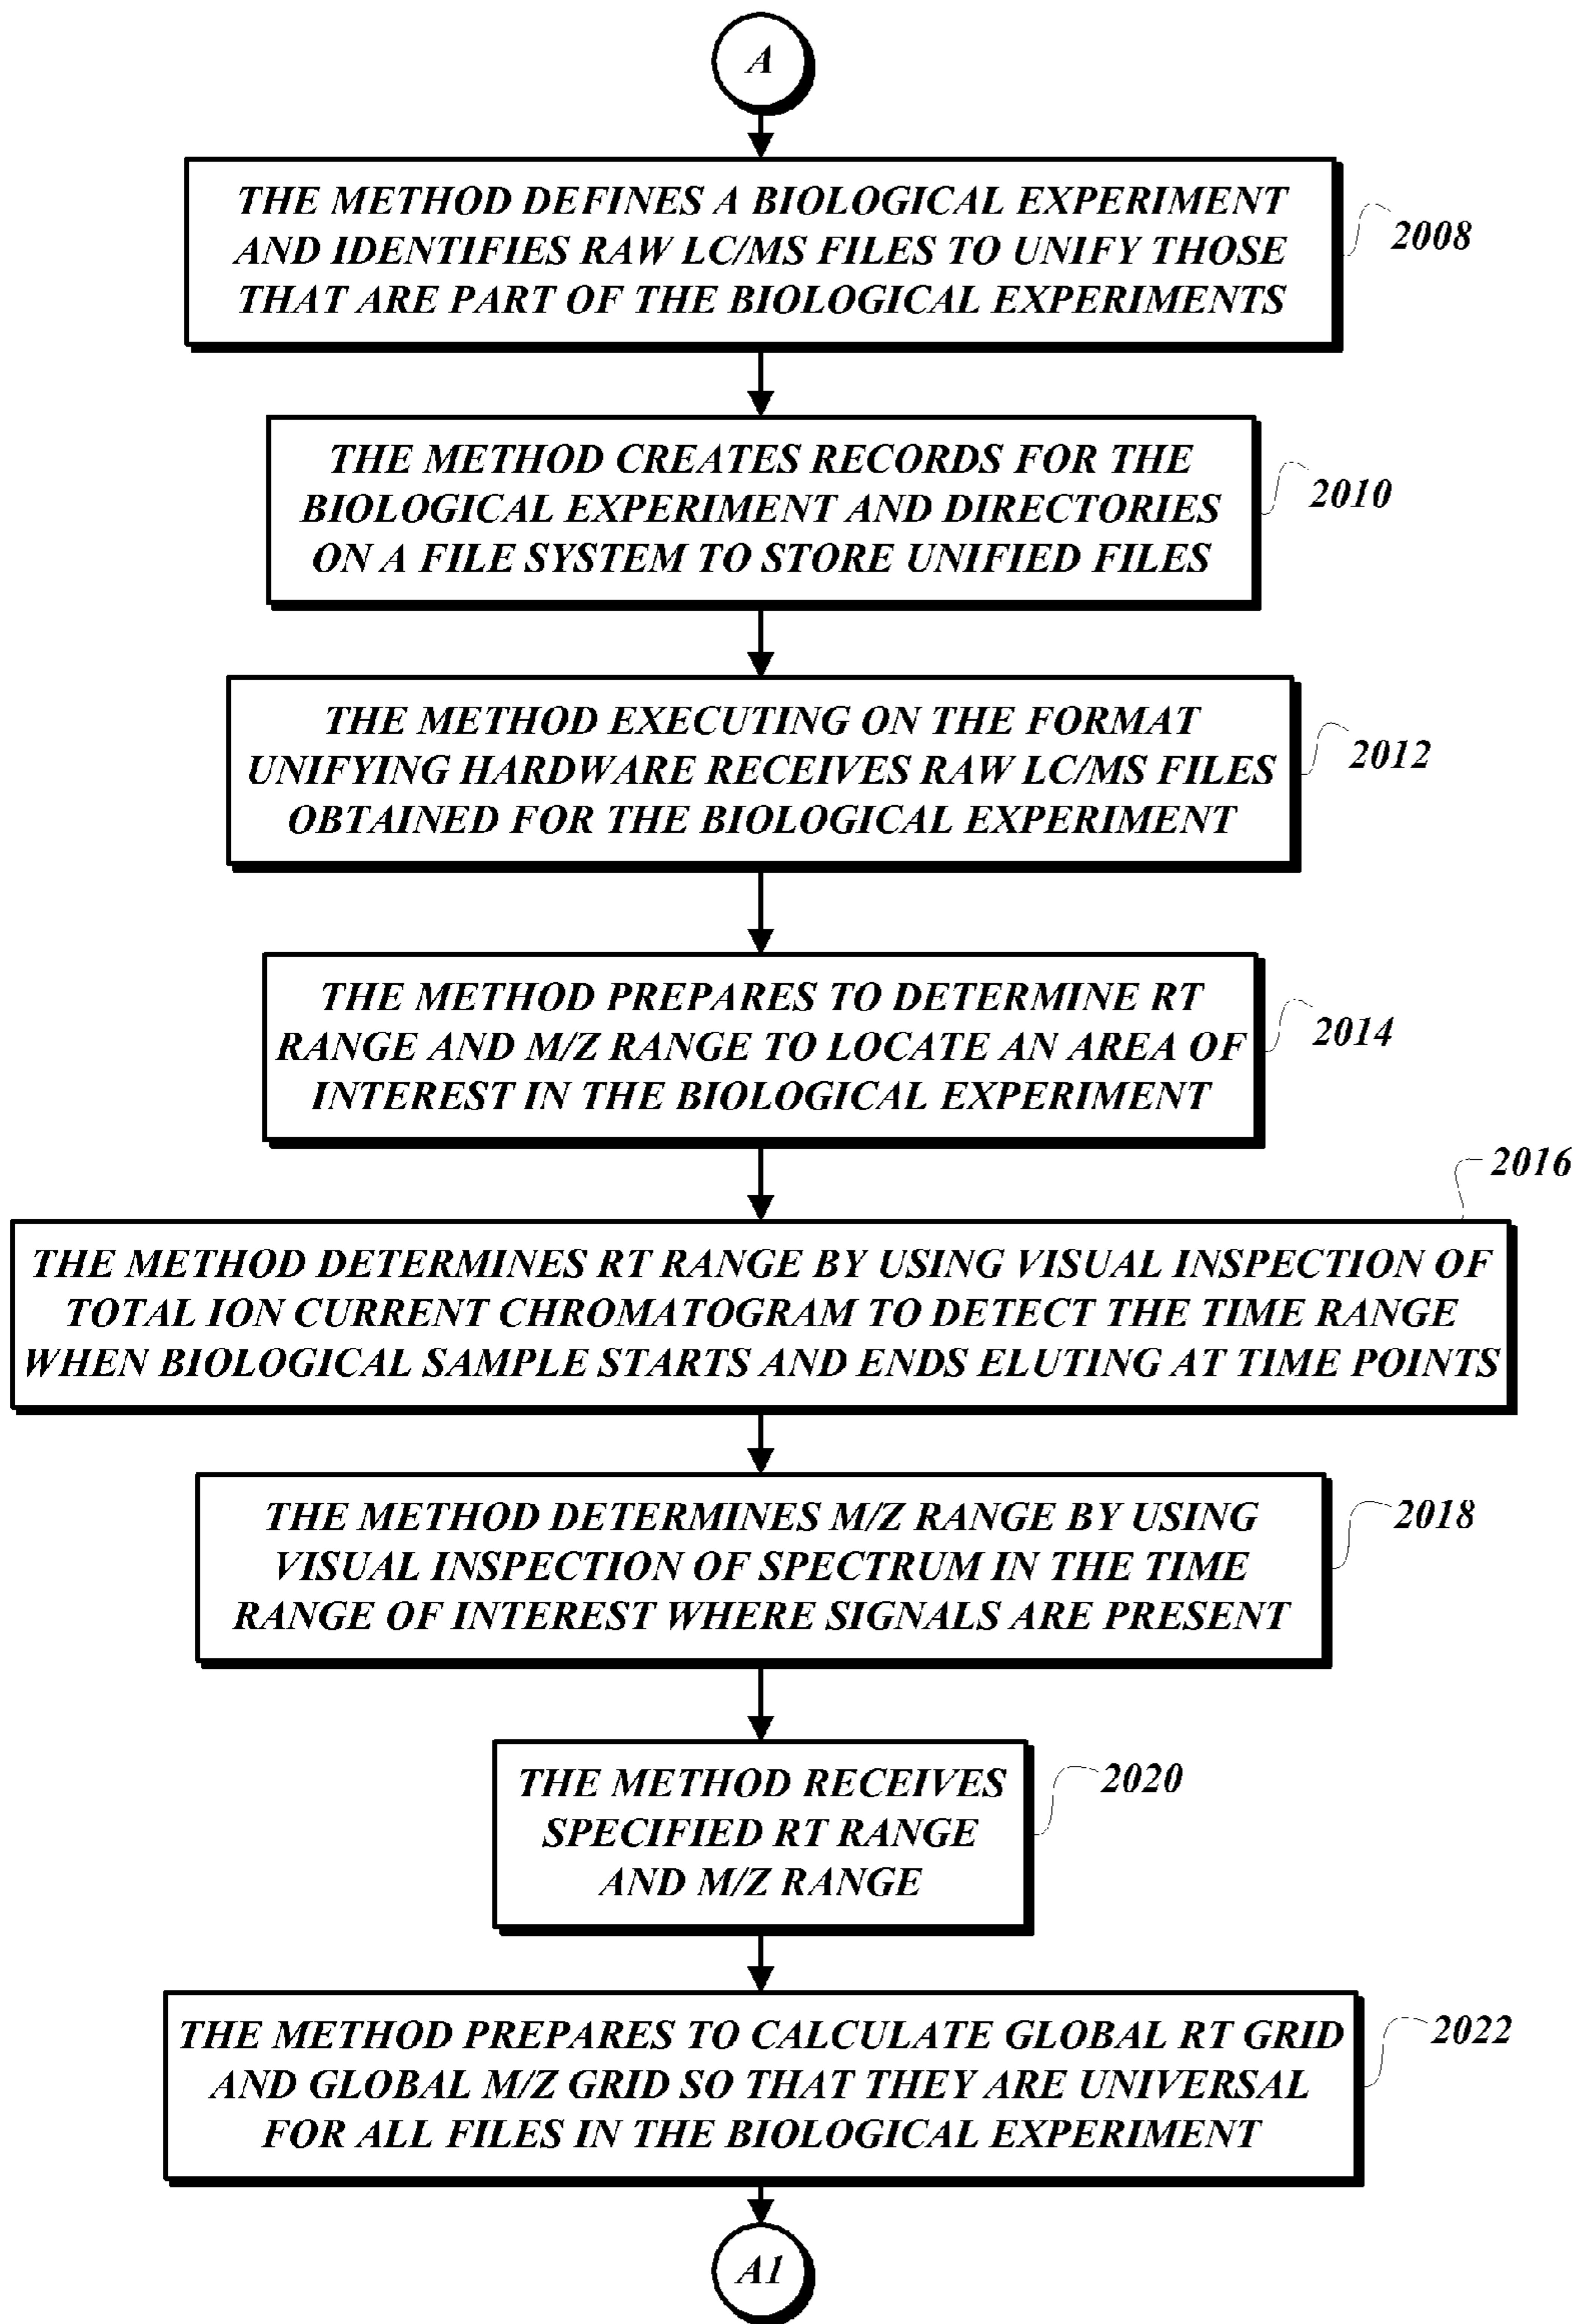 A
THE METHOD DEFINES A BIOLOGICAL EXPERIMENT
AND IDENTIFIES RAW LC/MS FILES TO UNIFY THOSE
THAT ARE PART OF THE BIOLOGICAL EXPERIMENTS
2008
THE METHOD CREATES RECORDS FOR THE
BIOLOGICAL EXPERIMENT AND DIRECTORIES
ON A FILE SYSTEM TO STORE UNIFIED FILES
2010
THE METHOD EXECUTING ON THE FORMAT
UNIFYING HARDWARE RECEIVES RAW LC/MS FILES
OBTAINED FOR THE BIOLOGICAL EXPERIMENT
2012
THE METHOD PREPARES TO DETERMINE RT
RANGE AND M/Z RANGE TO LOCATE AN AREA OF
INTEREST IN THE BIOLOGICAL EXPERIMENT
2014
2016
THE METHOD DETERMINES RT RANGE BY USING VISUAL INSPECTION OF
TOTAL ION CURRENT CHROMATOGRAM TO DETECT THE TIME RANGE
WHEN BIOLOGICAL SAMPLE STARTS AND ENDS ELUTING AT TIME POINTS
THE METHOD DETERMINES M/Z RANGE BY USING
VISUAL INSPECTION OF SPECTRUM IN THE TIME
RANGE OF INTEREST WHERE SIGNALS ARE PRESENT
2018
THE METHOD RECEIVES
SPECIFIED RT RANGE
AND M/Z RANGE
2020
THE METHOD PREPARES TO CALCULATE GLOBAL RT GRID
AND GLOBAL M/Z GRID SO THAT THEY ARE UNIVERSAL
FOR ALL FILES IN THE BIOLOGICAL EXPERIMENT
2022
A1